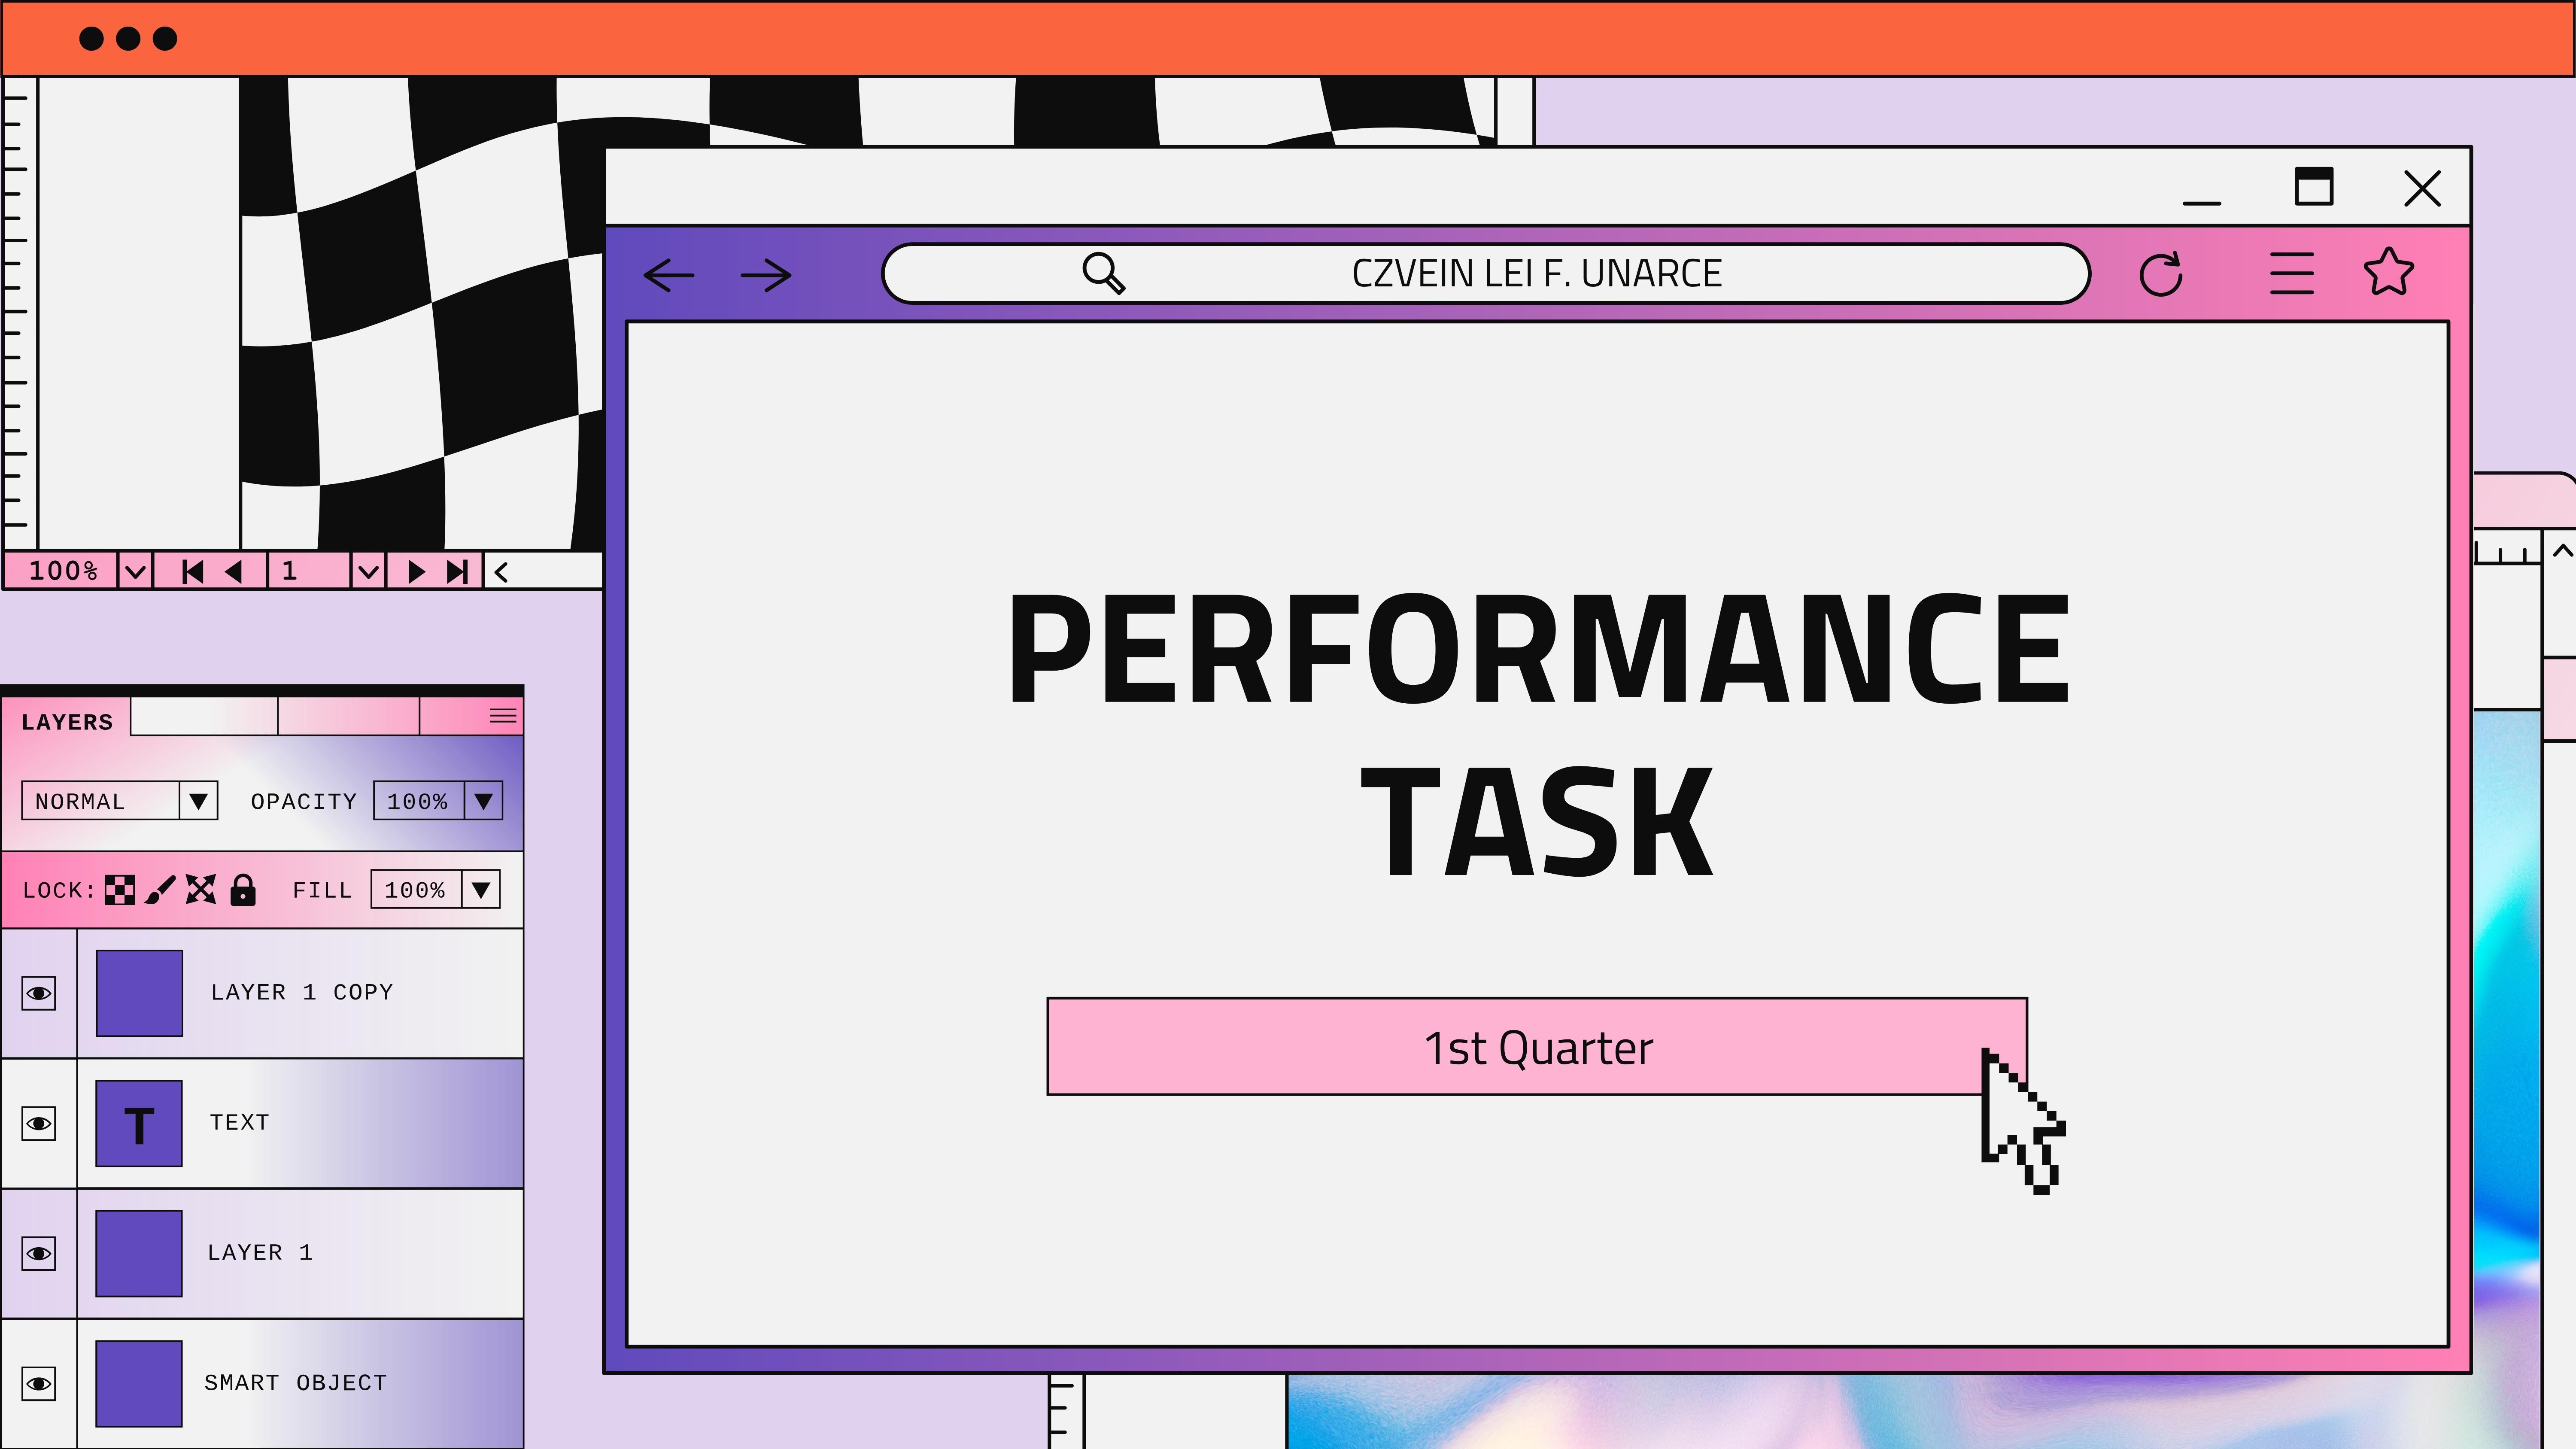 CZVEIN LEI F. UNARCE
PERFORMANCE
TASK
1st Quarter
100% 1
LAYERS
NORMAL OPACITY 100%
LOCK: FILL 100%
LAYER 1 COPY
T TEXT
LAYER 1
SMART OBJECT